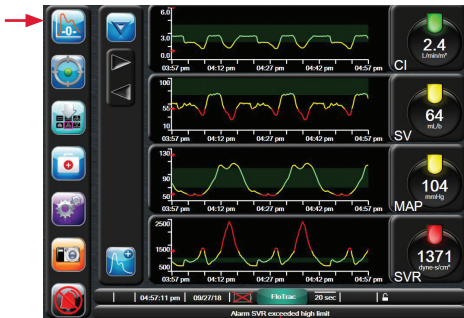 -0-
6.0
3.0
0.0
03:57 pm 04:12 pm 04:27 pm 04:42 pm 03:57 pm
CI
2.4
L/min/m²
100
50
10
03:57 pm 04:12 pm 04:27 pm 04:42 pm 03:57 pm
SV
64
mL/b
130
90
50
03:57 pm 04:12 pm 04:27 pm 04:42 pm 03:57 pm
MAP
104
mmHg
2500
1500
500
03:57 pm 04:12 pm 04:27 pm 04:42 pm 03:57 pm
SVR
1371
dyne-s/cm⁵
04:57:11 pm 09/27/18 FloTrac 20 sec
Alarm SVR exceeded high limit